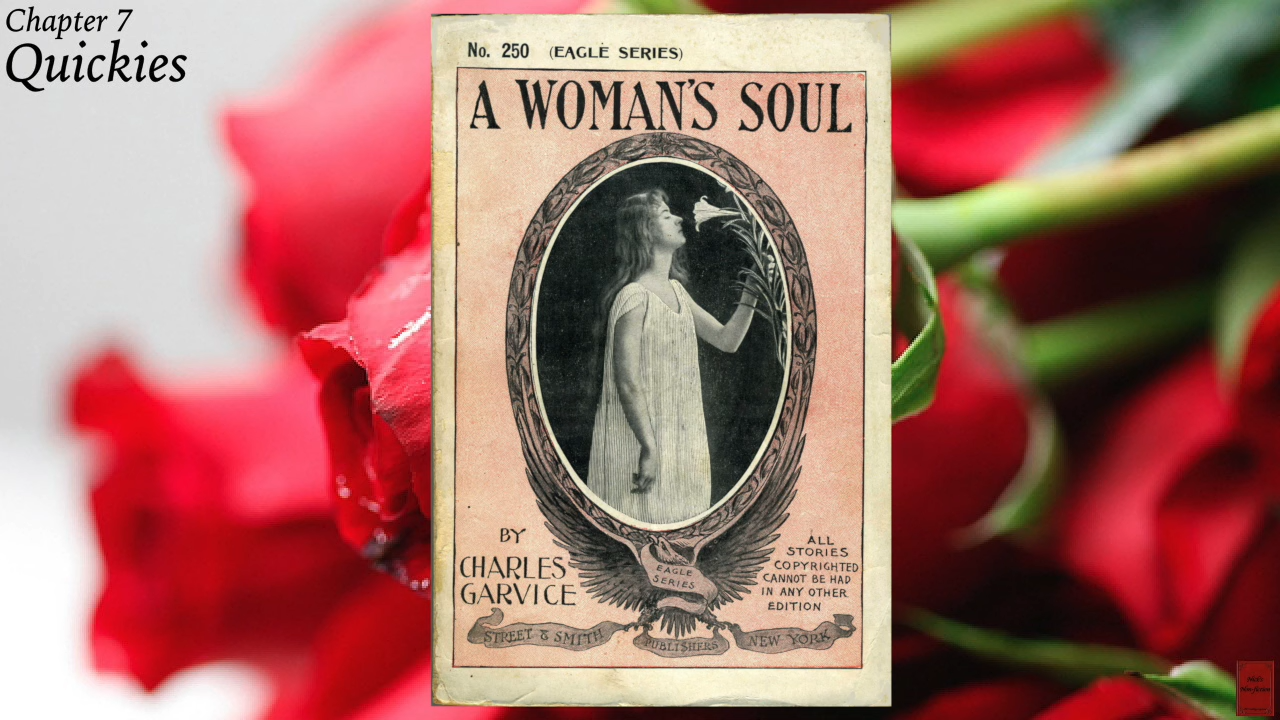 Chapter 7
Quickies
No. 250 (EAGLE SERIES)
A WOMAN'S SOUL
BY
CHARLES
GARVICE
EAGLE
SERIES
ALL
STORIES
COPYRIGHTED
CANNOT BE HAD
IN ANY OTHER
EDITION
STREET & SMITH
PUBLISHERS
NEW YORK